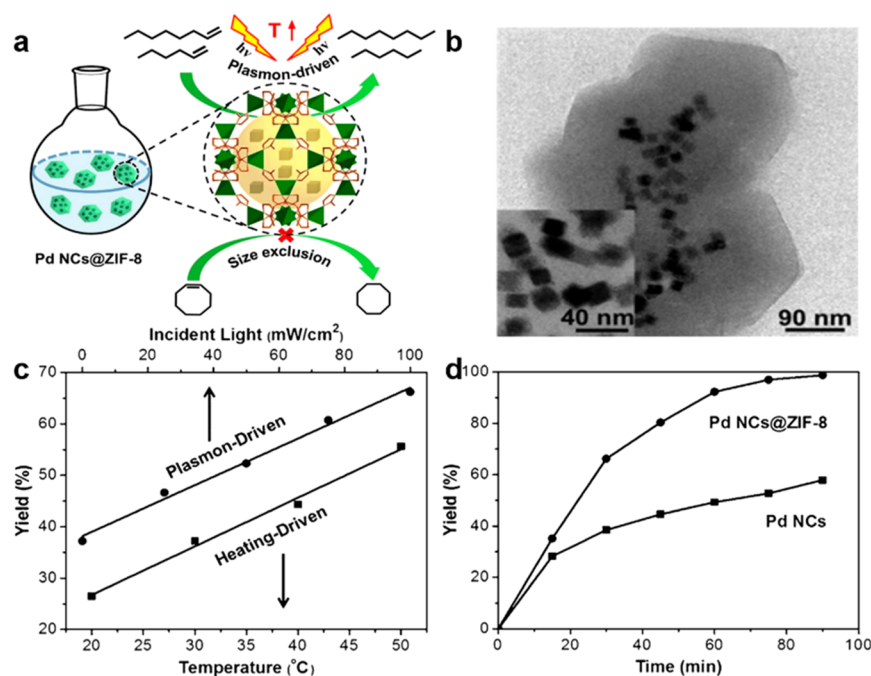 a
T ↑
hν
hν
Plasmon-driven
Pd NCs@ZIF-8
Size exclusion
b
40 nm
90 nm
Incident Light (mW/cm²)
0 20 40 60 80 100
c
70
60
50
40
30
20
Yield (%)
Plasmon-Driven
Heating-Driven
20 25 30 35 40 45 50
Temperature (°C)
d
100
80
60
40
20
0
Yield (%)
Pd NCs@ZIF-8
Pd NCs
0 20 40 60 80 100
Time (min)